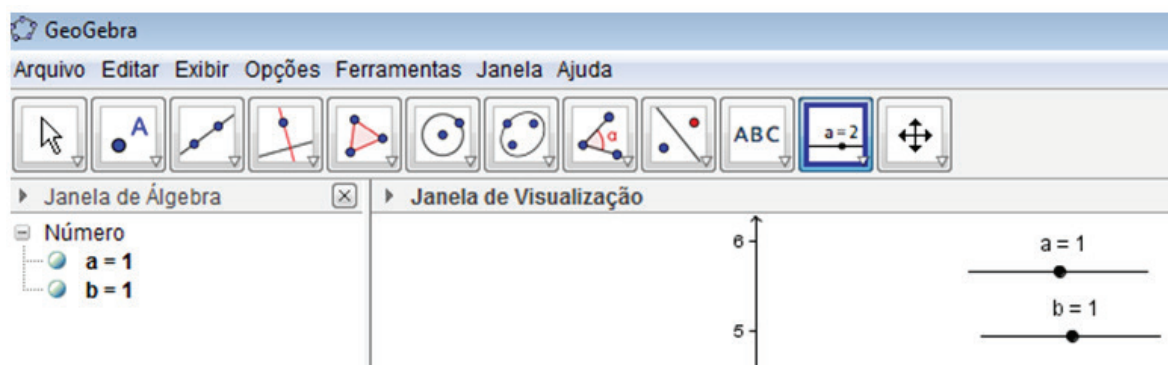 GeoGebra
Arquivo Editar Exibir Opções Ferramentas Janela Ajuda
A α ABC a=2
Janela de Álgebra
Janela de Visualização
Número
a = 1
b = 1
6
5
a = 1
b = 1